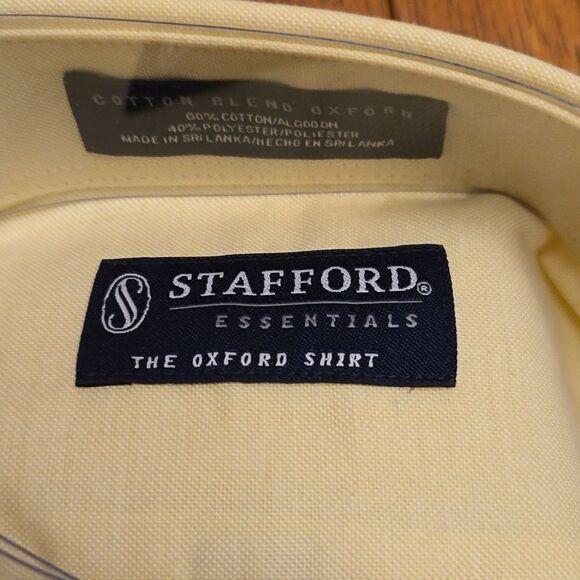 COTTON BLEND OXFORD
60% COTTON/ALGODON
40% POLYESTER/POLIESTER
MADE IN SRI LANKA/HECHO EN SRI LANKA
S STAFFORD®
ESSENTIALS
THE OXFORD SHIRT